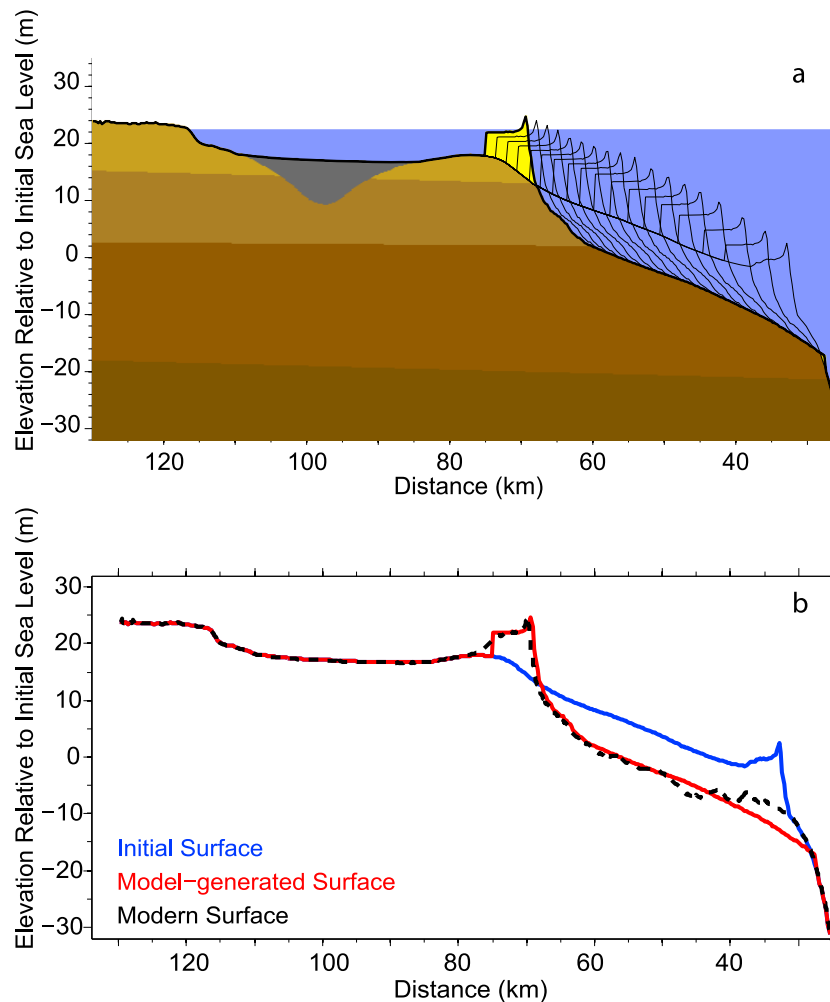 a
Elevation Relative to Initial Sea Level (m)
30
20
10
0
−10
−20
−30
120
100
80
60
40
Distance (km)
b
Elevation Relative to Initial Sea Level (m)
30
20
10
0
−10
−20
−30
Initial Surface
Model−generated Surface
Modern Surface
120
100
80
60
40
Distance (km)